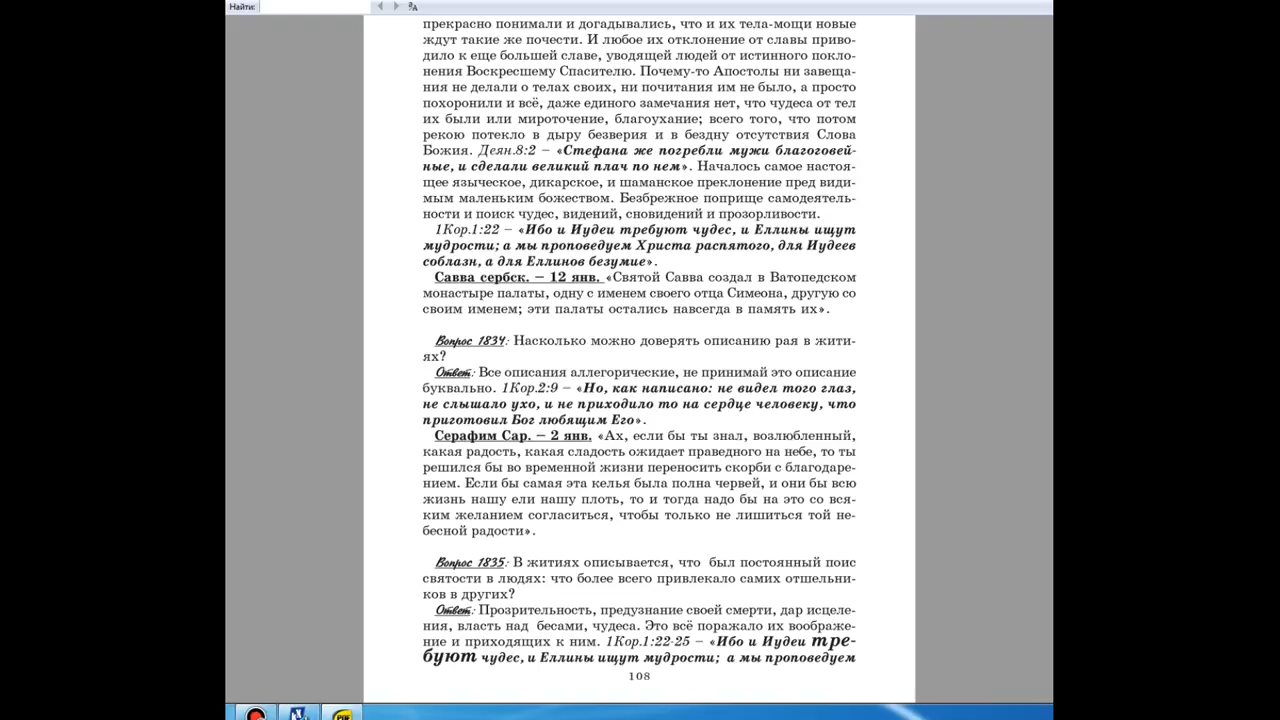 Найти:
прекрасно понимали и догадывались, что и их тела-мощи новые
ждут такие же почести. И любое их отклонение от славы приво-
дило к еще большей славе, уводящей людей от истинного покло-
нения Воскресшему Спасителю. Почему-то Апостолы ни завеща-
ния не делали о телах своих, ни почитания им не было, а просто
похоронили и всё, даже единого замечания нет, что чудеса от тел
их были или мироточение, благоухание; всего того, что потом
рекою потекло в дыру безверия и в бездну отсутствия Слова
Божия. Деян.8:2 – «Стефана же погребли мужи благоговей-
ные, и сделали великий плач по нем». Началось самое настоя-
щее языческое, дикарское, и шаманское преклонение пред види-
мым маленьким божеством. Безбрежное поприще самодеятель-
ности и поиск чудес, видений, сновидений и прозорливости.
1Кор.1:22 – «Ибо и Иудеи требуют чудес, и Еллины ищут
мудрости; а мы проповедуем Христа распятого, для Иудеев
соблазн, а для Еллинов безумие».
Савва сербск. – 12 янв. «Святой Савва создал в Ватопедском
монастыре палаты, одну с именем своего отца Симеона, другую со
своим именем; эти палаты остались навсегда в память их».
Вопрос 1834: Насколько можно доверять описанию рая в жити-
ях?
Ответ: Все описания аллегорические, не принимай это описание
буквально. 1Кор.2:9 – «Но, как написано: не видел того глаз,
не слышало ухо, и не приходило то на сердце человеку, что
приготовил Бог любящим Его».
Серафим Сар. – 2 янв. «Ах, если бы ты знал, возлюбленный,
какая радость, какая сладость ожидает праведного на небе, то ты
решился бы во временной жизни переносить скорби с благодаре-
нием. Если бы самая эта келья была полна червей, и они бы всю
жизнь нашу ели нашу плоть, то и тогда надо бы на это со вся-
ким желанием согласиться, чтобы только не лишиться той не-
бесной радости».
Вопрос 1835: В житиях описывается, что был постоянный поис
святости в людях: что более всего привлекало самих отшельни-
ков в других?
Ответ: Прозрительность, предузнание своей смерти, дар исцеле-
ния, власть над бесами, чудеса. Это всё поражало их воображе-
ние и приходящих к ним. 1Кор.1:22-25 – «Ибо и Иудеи тре-
буют чудес, и Еллины ищут мудрости; а мы проповедуем
108